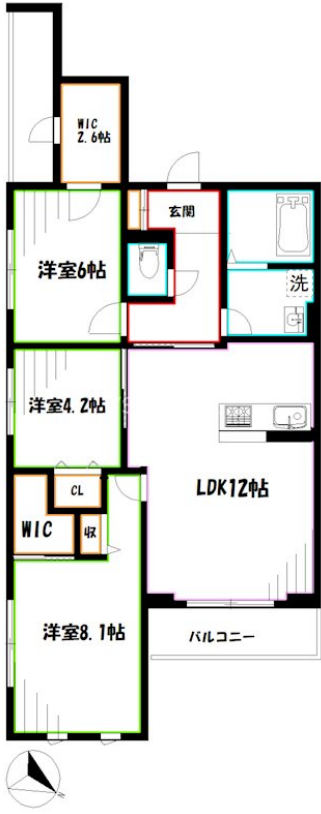 WIC
2.6帖
玄関
洋室6帖
洗
洋室4.2帖
CL
LDK12帖
WIC
収
洋室8.1帖
バルコニー
N